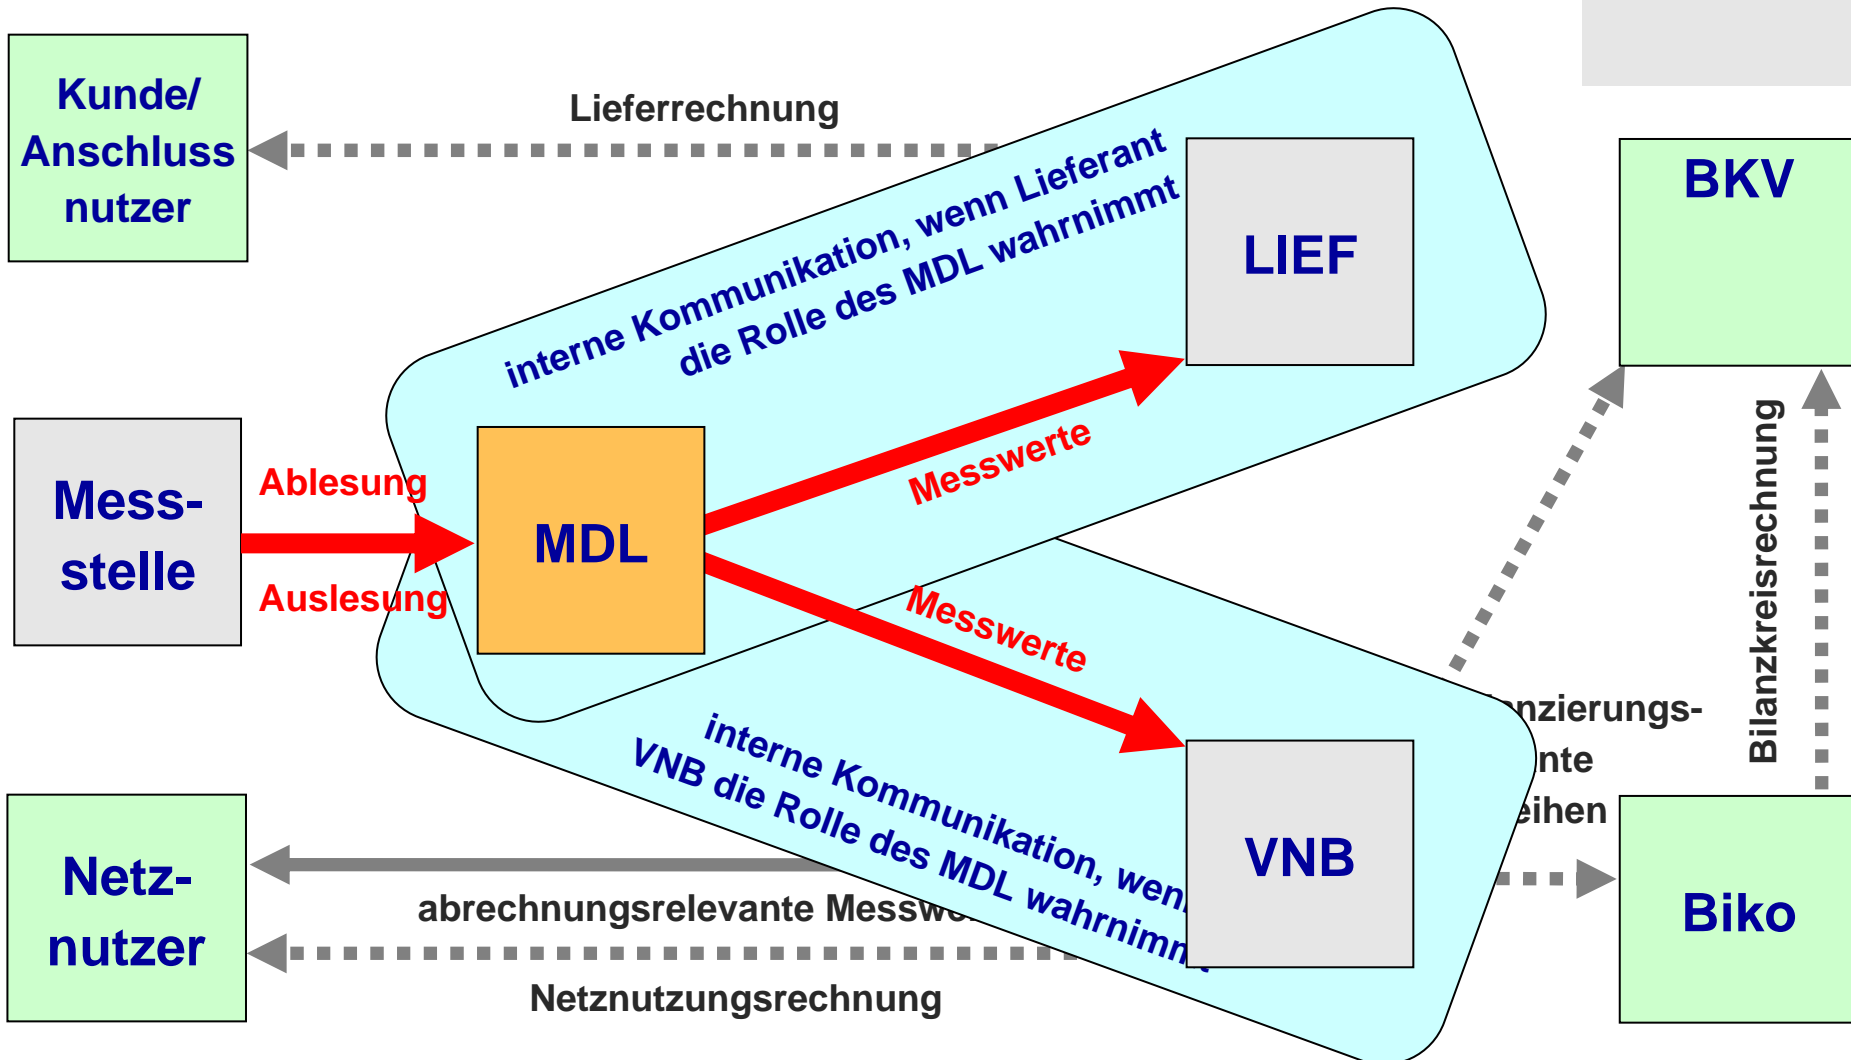 Kunde/
Anschluss
nutzer
Lieferrechnung
interne Kommunikation, wenn Lieferant
die Rolle des MDL wahrnimmt
LIEF
BKV
Mess-
stelle
Ablesung
Auslesung
MDL
Messwerte
Messwerte
Bilanzkreisrechnung
interne Kommunikation, wenn
VNB die Rolle des MDL wahrnimmt
VNB
Biko
Netz-
nutzer
abrechnungsrelevante
Netznutzungsrechnung